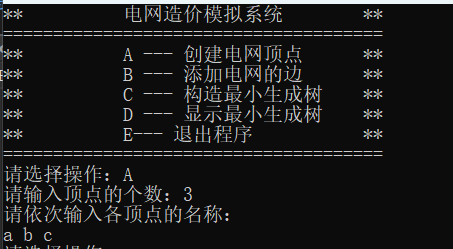 ** 电网造价模拟系统 **
======================================
** A --- 创建电网顶点 **
** B --- 添加电网的边 **
** C --- 构造最小生成树 **
** D --- 显示最小生成树 **
** E--- 退出程序 **
======================================
请选择操作：A
请输入顶点的个数：3
请依次输入各顶点的名称：
a b c